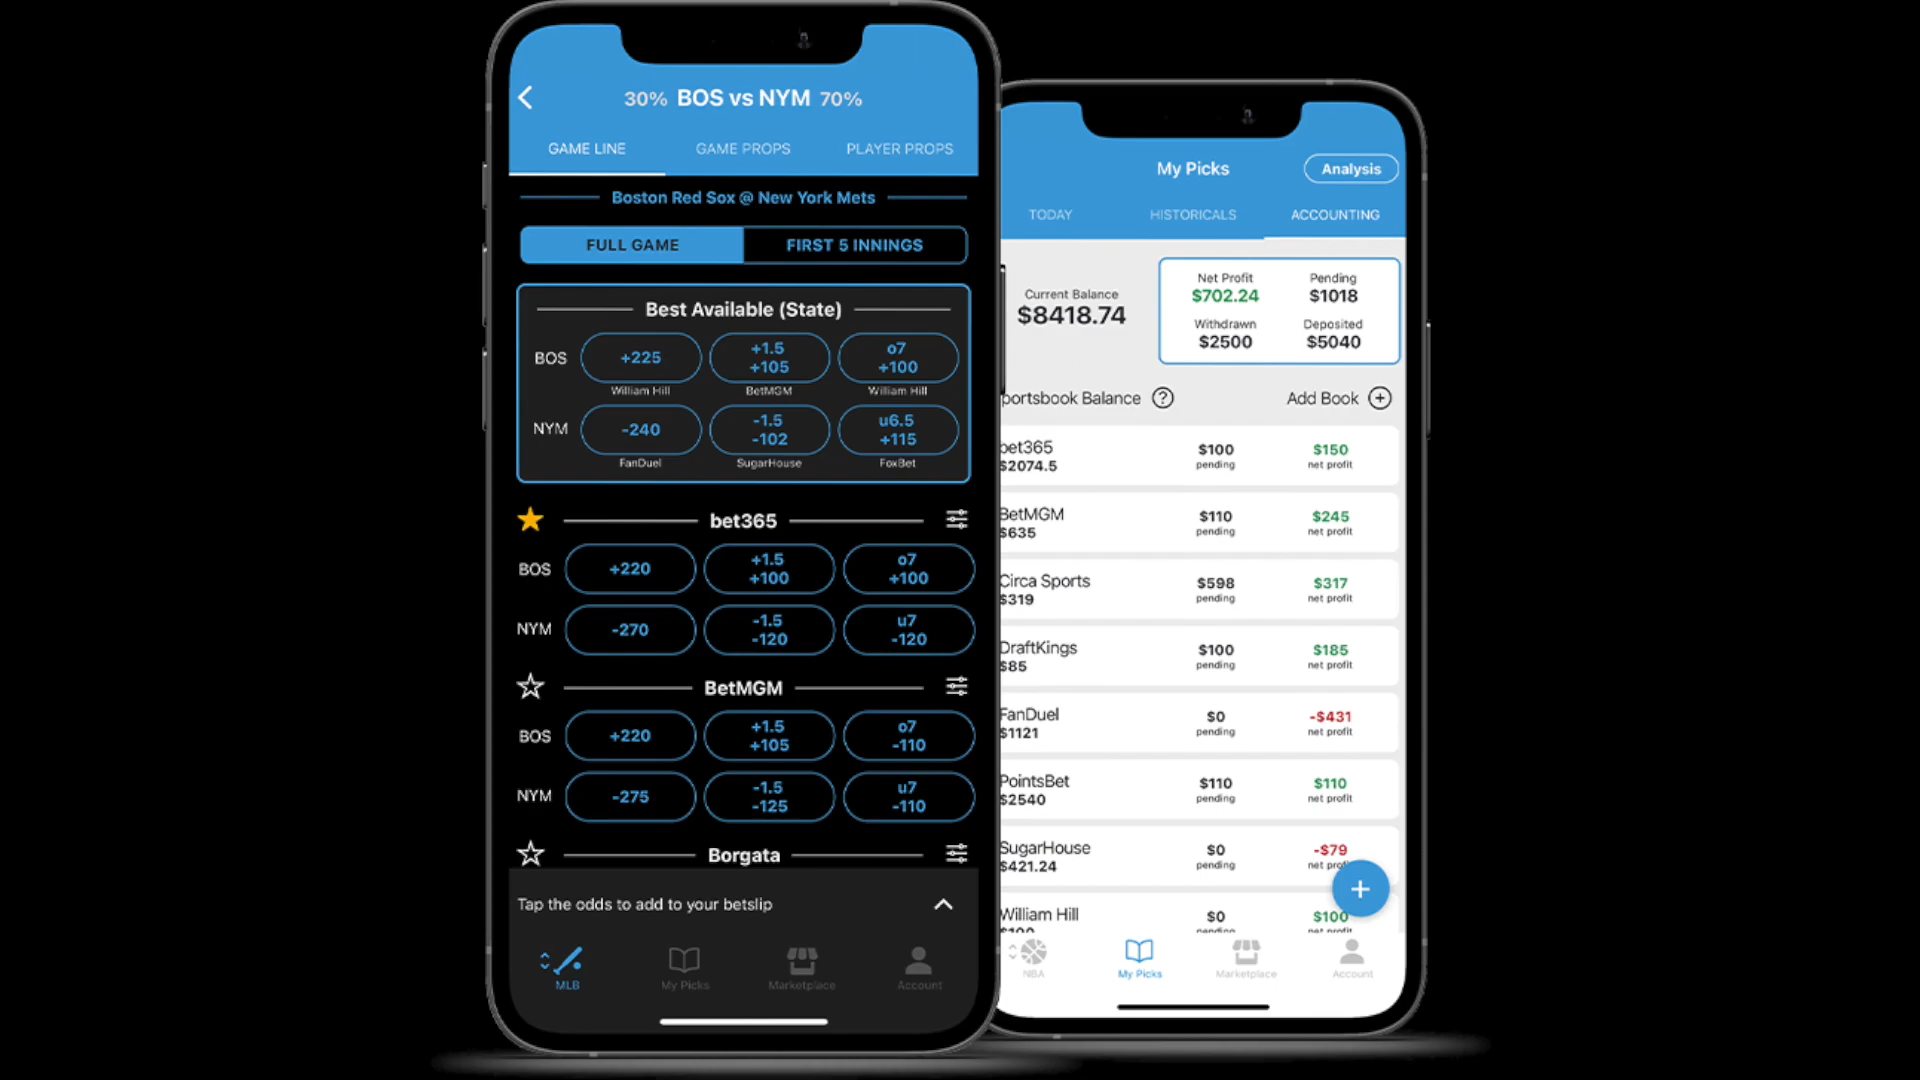 30% BOS vs NYM 70%
GAME LINE GAME PROPS PLAYER PROPS
Boston Red Sox @ New York Mets
FULL GAME FIRST 5 INNINGS
Best Available (State)
BOS +225 +1.5 +105 o7 +100
William Hill BetMGM William Hill
NYM -240 -1.5 -102 u6.5 +115
FanDuel SugarHouse FoxBet
bet365
BOS +220 +1.5 +100 o7 +100
NYM -270 -1.5 -120 u7 -120
BetMGM
BOS +220 +1.5 +105 o7 -110
NYM -275 -1.5 -125 u7 -110
Borgata
Tap the odds to add to your betslip
MLB My Picks Marketplace Account
My Picks Analysis
TODAY HISTORICALS ACCOUNTING
Current Balance
$8418.74
Net Profit Pending
$702.24 $1018
Withdrawn Deposited
$2500 $5040
portsbook Balance ? Add Book +
bet365 $100 $150
$2074.5 pending net profit
BetMGM $110 $245
$635 pending net profit
Circa Sports $598 $317
$319 pending net profit
DraftKings $100 $185
$85 pending net profit
FanDuel $0 -$431
$1121 pending net profit
PointsBet $110 $110
$2540 pending net profit
SugarHouse $0 -$79
$421.24 pending net pro
William Hill $0 $100
$100 pending net profit
NBA My Picks Marketplace Account